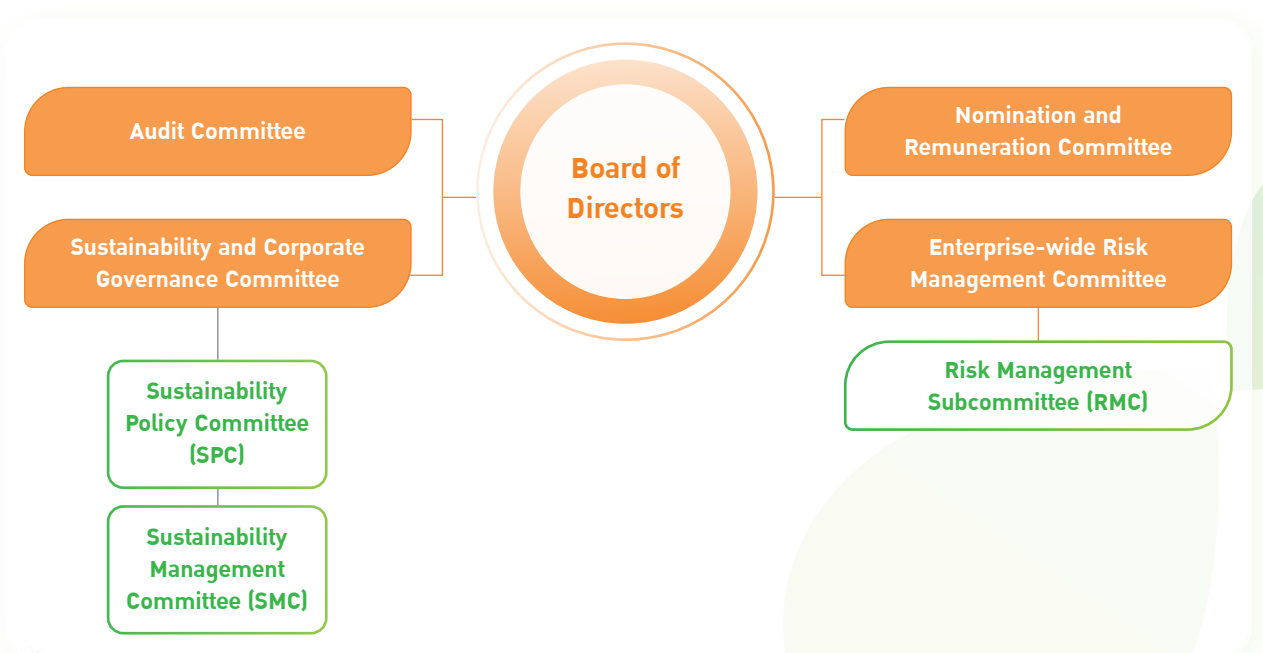 Audit Committee
Sustainability and Corporate
Governance Committee
Sustainability
Policy Committee
(SPC)
Sustainability
Management
Committee (SMC)
Board of
Directors
Nomination and
Remuneration Committee
Enterprise-wide Risk
Management Committee
Risk Management
Subcommittee (RMC)